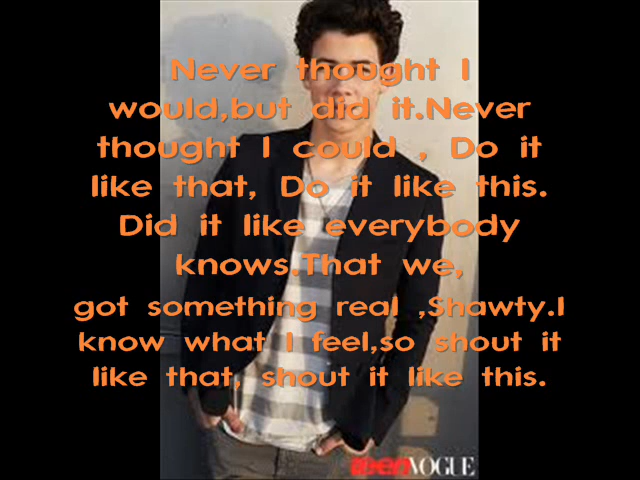 Never thought I
would,but did it.Never
thought I could , Do it
like that, Do it like this.
Did it like everybody
knows.That we,
got something real ,Shawty.I
know what I feel,so shout it
like that, shout it like this.
teenVOGUE